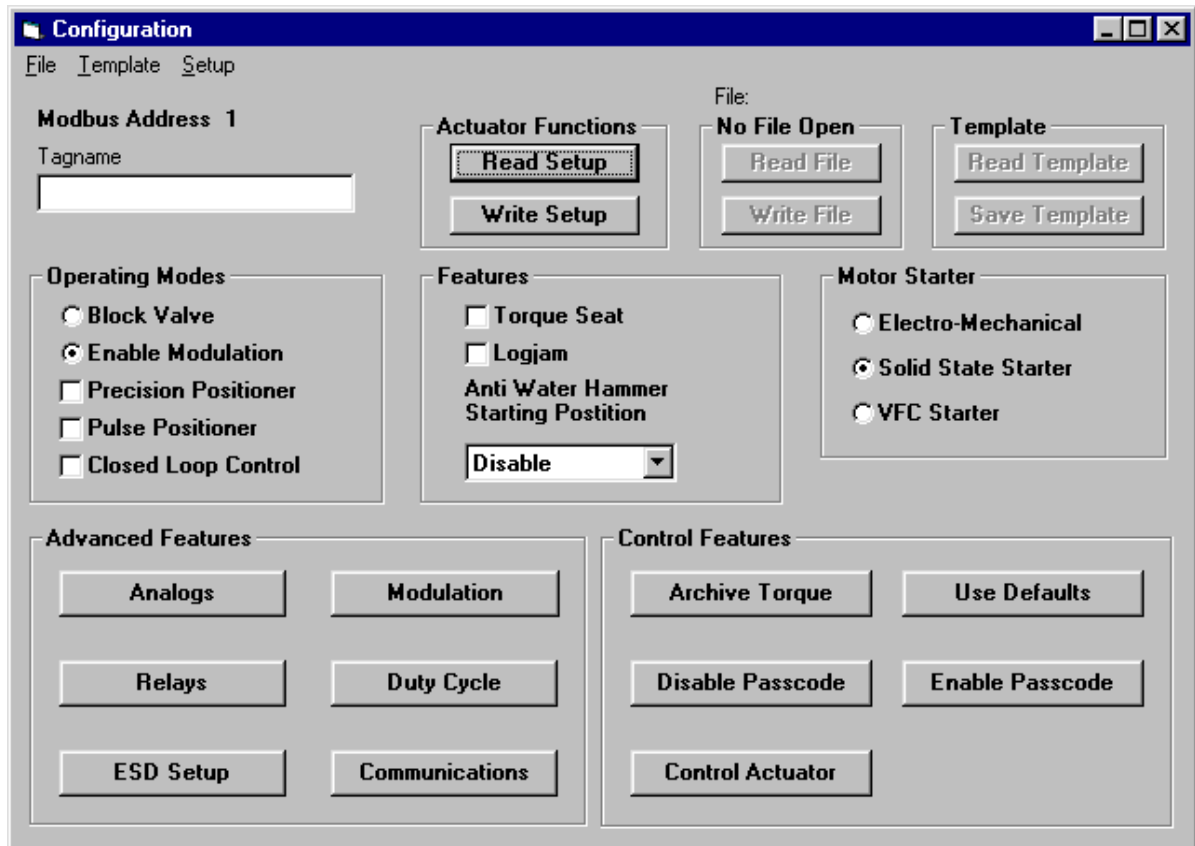 Configuration
File Template Setup
File:
Modbus Address 1
Tagname
Actuator Functions
Read Setup
Write Setup
No File Open
Read File
Write File
Template
Read Template
Save Template
Operating Modes
Block Valve
Enable Modulation
Precision Positioner
Pulse Positioner
Closed Loop Control
Features
Torque Seat
Logjam
Anti Water Hammer
Starting Postition
Disable
Motor Starter
Electro-Mechanical
Solid State Starter
VFC Starter
Advanced Features
Analogs
Modulation
Relays
Duty Cycle
ESD Setup
Communications
Control Features
Archive Torque
Use Defaults
Disable Passcode
Enable Passcode
Control Actuator